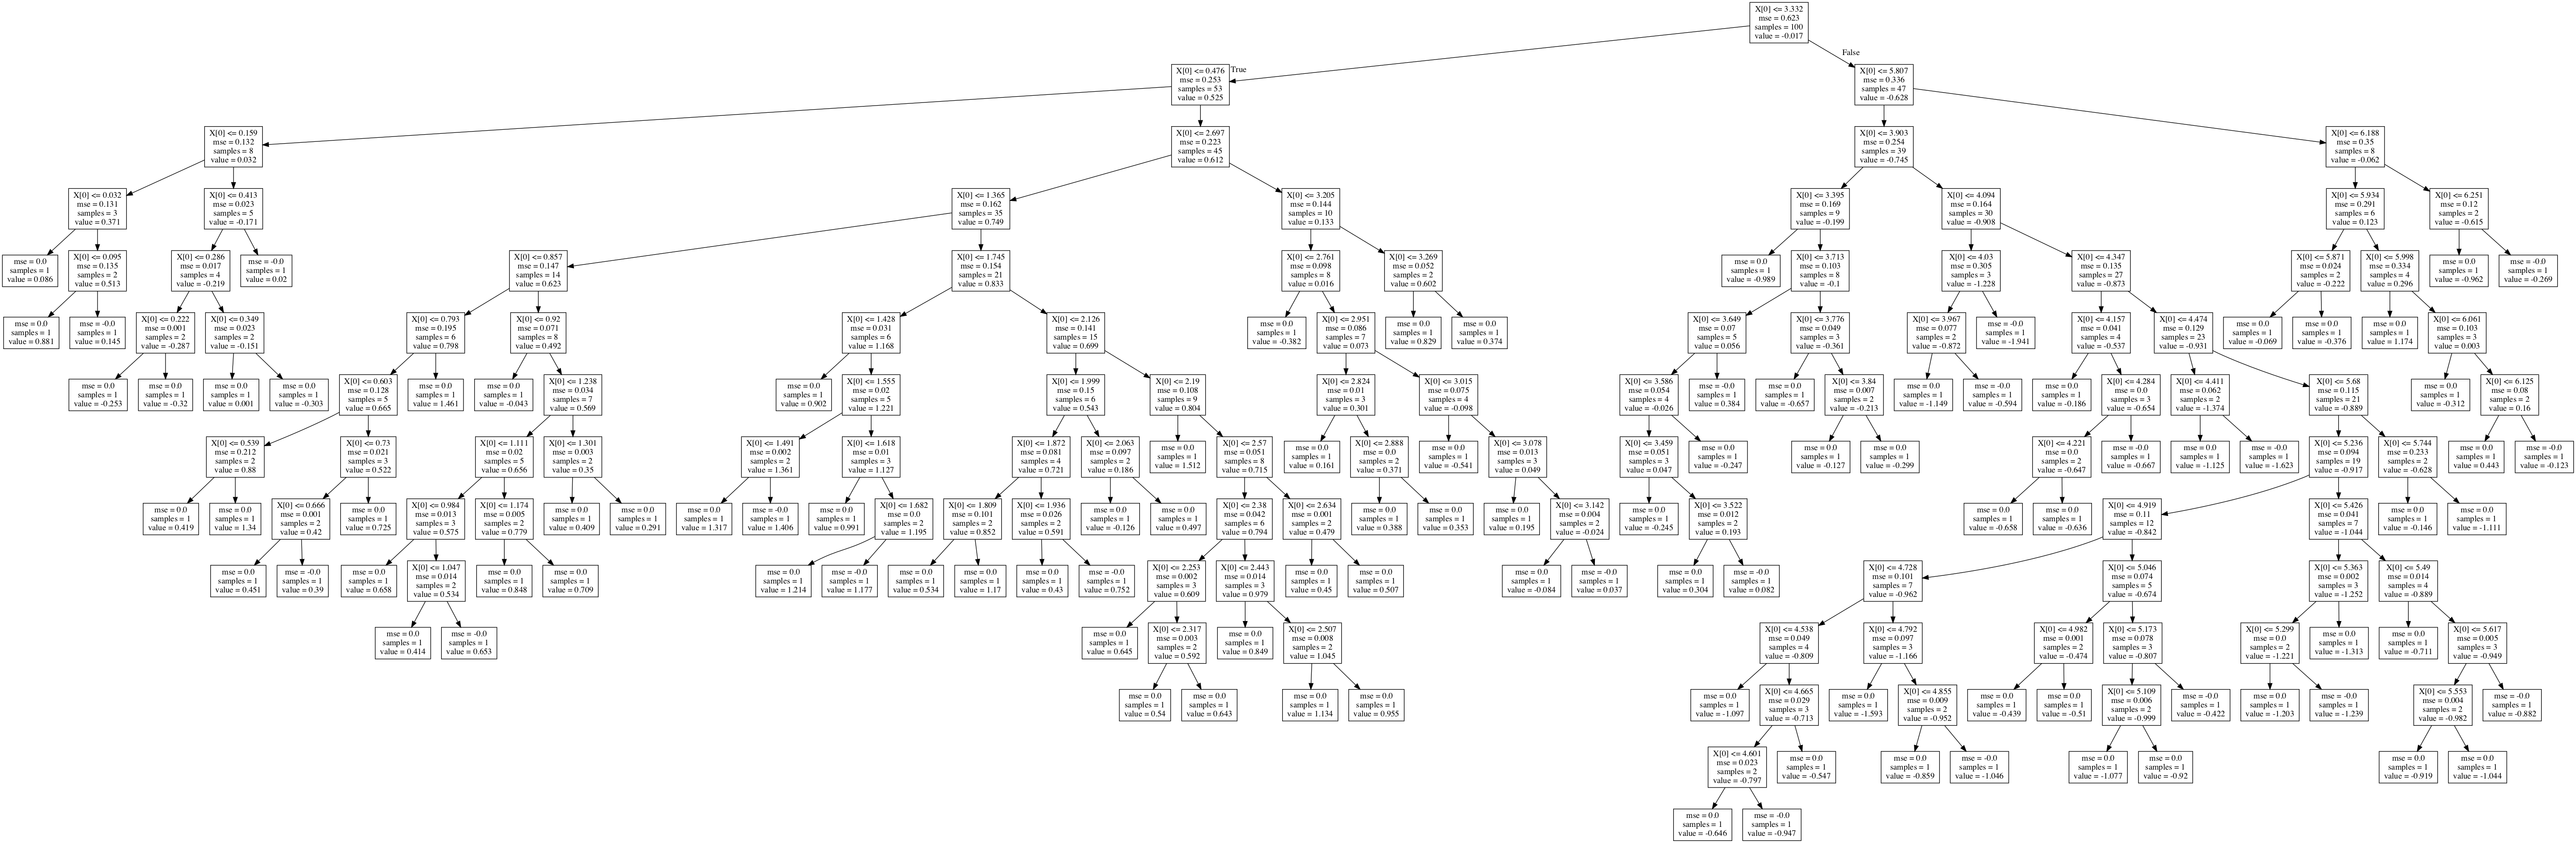 X[0] <= 3.332
mse = 0.623
samples = 100
value = -0.017
True
False
X[0] <= 0.476
mse = 0.253
samples = 53
value = 0.525
X[0] <= 5.807
mse = 0.336
samples = 47
value = -0.628
X[0] <= 0.159
mse = 0.132
samples = 8
value = 0.032
X[0] <= 2.697
mse = 0.223
samples = 45
value = 0.612
X[0] <= 3.903
mse = 0.254
samples = 39
value = -0.745
X[0] <= 6.188
mse = 0.35
samples = 8
value = -0.062
X[0] <= 0.032
mse = 0.131
samples = 3
value = 0.371
X[0] <= 0.413
mse = 0.023
samples = 5
value = -0.171
X[0] <= 1.365
mse = 0.162
samples = 35
value = 0.749
X[0] <= 3.205
mse = 0.144
samples = 10
value = 0.133
X[0] <= 3.395
mse = 0.169
samples = 9
value = -0.199
X[0] <= 4.094
mse = 0.164
samples = 30
value = -0.908
X[0] <= 5.934
mse = 0.291
samples = 6
value = 0.123
X[0] <= 6.251
mse = 0.12
samples = 2
value = -0.615
mse = 0.0
samples = 1
value = 0.086
X[0] <= 0.095
mse = 0.135
samples = 2
value = 0.513
X[0] <= 0.286
mse = 0.017
samples = 4
value = -0.219
mse = -0.0
samples = 1
value = 0.02
X[0] <= 0.857
mse = 0.147
samples = 14
value = 0.623
X[0] <= 1.745
mse = 0.154
samples = 21
value = 0.833
X[0] <= 2.761
mse = 0.098
samples = 8
value = 0.016
X[0] <= 3.269
mse = 0.052
samples = 2
value = 0.602
mse = 0.0
samples = 1
value = -0.989
X[0] <= 3.713
mse = 0.103
samples = 8
value = -0.1
X[0] <= 4.03
mse = 0.305
samples = 3
value = -1.228
X[0] <= 4.347
mse = 0.135
samples = 27
value = -0.873
X[0] <= 5.871
mse = 0.024
samples = 2
value = -0.222
X[0] <= 5.998
mse = 0.334
samples = 4
value = 0.296
mse = 0.0
samples = 1
value = -0.962
mse = -0.0
samples = 1
value = -0.269
mse = 0.0
samples = 1
value = 0.881
mse = -0.0
samples = 1
value = 0.145
X[0] <= 0.222
mse = 0.001
samples = 2
value = -0.287
X[0] <= 0.349
mse = 0.023
samples = 2
value = -0.151
X[0] <= 0.793
mse = 0.195
samples = 6
value = 0.798
X[0] <= 0.92
mse = 0.071
samples = 8
value = 0.492
X[0] <= 1.428
mse = 0.031
samples = 6
value = 1.168
X[0] <= 2.126
mse = 0.141
samples = 15
value = 0.699
mse = 0.0
samples = 1
value = -0.382
X[0] <= 2.951
mse = 0.086
samples = 7
value = 0.073
mse = 0.0
samples = 1
value = 0.829
mse = 0.0
samples = 1
value = 0.374
X[0] <= 3.649
mse = 0.07
samples = 5
value = 0.056
X[0] <= 3.776
mse = 0.049
samples = 3
value = -0.361
X[0] <= 3.967
mse = 0.077
samples = 2
value = -0.872
mse = -0.0
samples = 1
value = -1.941
X[0] <= 4.157
mse = 0.041
samples = 4
value = -0.537
X[0] <= 4.474
mse = 0.129
samples = 23
value = -0.931
mse = 0.0
samples = 1
value = -0.069
mse = 0.0
samples = 1
value = -0.376
mse = 0.0
samples = 1
value = 1.174
X[0] <= 6.061
mse = 0.103
samples = 3
value = 0.003
mse = 0.0
samples = 1
value = -0.253
mse = 0.0
samples = 1
value = -0.32
mse = 0.0
samples = 1
value = 0.001
mse = 0.0
samples = 1
value = -0.303
X[0] <= 0.603
mse = 0.128
samples = 5
value = 0.665
mse = 0.0
samples = 1
value = 1.461
mse = 0.0
samples = 1
value = -0.043
X[0] <= 1.238
mse = 0.034
samples = 7
value = 0.569
mse = 0.0
samples = 1
value = 0.902
X[0] <= 1.555
mse = 0.02
samples = 5
value = 1.221
X[0] <= 1.999
mse = 0.15
samples = 6
value = 0.543
X[0] <= 2.19
mse = 0.108
samples = 9
value = 0.804
X[0] <= 2.824
mse = 0.01
samples = 3
value = 0.301
X[0] <= 3.015
mse = 0.075
samples = 4
value = -0.098
X[0] <= 3.586
mse = 0.054
samples = 4
value = -0.026
mse = -0.0
samples = 1
value = 0.384
mse = 0.0
samples = 1
value = -0.657
X[0] <= 3.84
mse = 0.007
samples = 2
value = -0.213
mse = 0.0
samples = 1
value = -1.149
mse = -0.0
samples = 1
value = -0.594
mse = 0.0
samples = 1
value = -0.186
X[0] <= 4.284
mse = 0.0
samples = 3
value = -0.654
X[0] <= 4.411
mse = 0.062
samples = 2
value = -1.374
X[0] <= 5.68
mse = 0.115
samples = 21
value = -0.889
mse = 0.0
samples = 1
value = -0.312
X[0] <= 6.125
mse = 0.08
samples = 2
value = 0.16
X[0] <= 0.539
mse = 0.212
samples = 2
value = 0.88
X[0] <= 0.73
mse = 0.021
samples = 3
value = 0.522
X[0] <= 1.111
mse = 0.02
samples = 5
value = 0.656
X[0] <= 1.301
mse = 0.003
samples = 2
value = 0.35
X[0] <= 1.491
mse = 0.002
samples = 2
value = 1.361
X[0] <= 1.618
mse = 0.01
samples = 3
value = 1.127
X[0] <= 1.872
mse = 0.081
samples = 4
value = 0.721
X[0] <= 2.063
mse = 0.097
samples = 2
value = 0.186
mse = 0.0
samples = 1
value = 1.512
X[0] <= 2.57
mse = 0.051
samples = 8
value = 0.715
mse = 0.0
samples = 1
value = 0.161
X[0] <= 2.888
mse = 0.0
samples = 2
value = 0.371
mse = 0.0
samples = 1
value = -0.541
X[0] <= 3.078
mse = 0.013
samples = 3
value = 0.049
X[0] <= 3.459
mse = 0.051
samples = 3
value = 0.047
mse = 0.0
samples = 1
value = -0.247
mse = 0.0
samples = 1
value = -0.127
mse = 0.0
samples = 1
value = -0.299
X[0] <= 4.221
mse = 0.0
samples = 2
value = -0.647
mse = -0.0
samples = 1
value = -0.667
mse = 0.0
samples = 1
value = -1.125
mse = -0.0
samples = 1
value = -1.623
X[0] <= 5.236
mse = 0.094
samples = 19
value = -0.917
X[0] <= 5.744
mse = 0.233
samples = 2
value = -0.628
mse = 0.0
samples = 1
value = 0.443
mse = -0.0
samples = 1
value = -0.123
mse = 0.0
samples = 1
value = 0.419
mse = 0.0
samples = 1
value = 1.34
X[0] <= 0.666
mse = 0.001
samples = 2
value = 0.42
mse = 0.0
samples = 1
value = 0.725
X[0] <= 0.984
mse = 0.013
samples = 3
value = 0.575
X[0] <= 1.174
mse = 0.005
samples = 2
value = 0.779
mse = 0.0
samples = 1
value = 0.409
mse = 0.0
samples = 1
value = 0.291
mse = 0.0
samples = 1
value = 1.317
mse = -0.0
samples = 1
value = 1.406
mse = 0.0
samples = 1
value = 0.991
X[0] <= 1.682
mse = 0.0
samples = 2
value = 1.195
X[0] <= 1.809
mse = 0.101
samples = 2
value = 0.852
X[0] <= 1.936
mse = 0.026
samples = 2
value = 0.591
mse = 0.0
samples = 1
value = -0.126
mse = 0.0
samples = 1
value = 0.497
X[0] <= 2.38
mse = 0.042
samples = 6
value = 0.794
X[0] <= 2.634
mse = 0.001
samples = 2
value = 0.479
mse = 0.0
samples = 1
value = 0.388
mse = 0.0
samples = 1
value = 0.353
mse = 0.0
samples = 1
value = 0.195
X[0] <= 3.142
mse = 0.004
samples = 2
value = -0.024
mse = 0.0
samples = 1
value = -0.245
X[0] <= 3.522
mse = 0.012
samples = 2
value = 0.193
mse = 0.0
samples = 1
value = -0.658
mse = 0.0
samples = 1
value = -0.636
X[0] <= 4.919
mse = 0.11
samples = 12
value = -0.842
X[0] <= 5.426
mse = 0.041
samples = 7
value = -1.044
mse = 0.0
samples = 1
value = -0.146
mse = 0.0
samples = 1
value = -1.111
mse = 0.0
samples = 1
value = 0.451
mse = -0.0
samples = 1
value = 0.39
mse = 0.0
samples = 1
value = 0.658
X[0] <= 1.047
mse = 0.014
samples = 2
value = 0.534
mse = 0.0
samples = 1
value = 0.848
mse = 0.0
samples = 1
value = 0.709
mse = 0.0
samples = 1
value = 1.214
mse = -0.0
samples = 1
value = 1.177
mse = 0.0
samples = 1
value = 0.534
mse = 0.0
samples = 1
value = 1.17
mse = 0.0
samples = 1
value = 0.43
mse = -0.0
samples = 1
value = 0.752
X[0] <= 2.253
mse = 0.002
samples = 3
value = 0.609
X[0] <= 2.443
mse = 0.014
samples = 3
value = 0.979
mse = 0.0
samples = 1
value = 0.45
mse = 0.0
samples = 1
value = 0.507
mse = 0.0
samples = 1
value = -0.084
mse = -0.0
samples = 1
value = 0.037
mse = 0.0
samples = 1
value = 0.304
mse = -0.0
samples = 1
value = 0.082
X[0] <= 4.728
mse = 0.101
samples = 7
value = -0.962
X[0] <= 5.046
mse = 0.074
samples = 5
value = -0.674
X[0] <= 5.363
mse = 0.002
samples = 3
value = -1.252
X[0] <= 5.49
mse = 0.014
samples = 4
value = -0.889
mse = 0.0
samples = 1
value = 0.414
mse = -0.0
samples = 1
value = 0.653
mse = 0.0
samples = 1
value = 0.645
X[0] <= 2.317
mse = 0.003
samples = 2
value = 0.592
mse = 0.0
samples = 1
value = 0.849
X[0] <= 2.507
mse = 0.008
samples = 2
value = 1.045
X[0] <= 4.538
mse = 0.049
samples = 4
value = -0.809
X[0] <= 4.792
mse = 0.097
samples = 3
value = -1.166
X[0] <= 4.982
mse = 0.001
samples = 2
value = -0.474
X[0] <= 5.173
mse = 0.078
samples = 3
value = -0.807
X[0] <= 5.299
mse = 0.0
samples = 2
value = -1.221
mse = 0.0
samples = 1
value = -1.313
mse = 0.0
samples = 1
value = -0.711
X[0] <= 5.617
mse = 0.005
samples = 3
value = -0.949
mse = 0.0
samples = 1
value = 0.54
mse = 0.0
samples = 1
value = 0.643
mse = 0.0
samples = 1
value = 1.134
mse = 0.0
samples = 1
value = 0.955
mse = 0.0
samples = 1
value = -1.097
X[0] <= 4.665
mse = 0.029
samples = 3
value = -0.713
mse = 0.0
samples = 1
value = -1.593
X[0] <= 4.855
mse = 0.009
samples = 2
value = -0.952
mse = 0.0
samples = 1
value = -0.439
mse = 0.0
samples = 1
value = -0.51
X[0] <= 5.109
mse = 0.006
samples = 2
value = -0.999
mse = -0.0
samples = 1
value = -0.422
mse = 0.0
samples = 1
value = -1.203
mse = -0.0
samples = 1
value = -1.239
X[0] <= 5.553
mse = 0.004
samples = 2
value = -0.982
mse = -0.0
samples = 1
value = -0.882
X[0] <= 4.601
mse = 0.023
samples = 2
value = -0.797
mse = 0.0
samples = 1
value = -0.547
mse = 0.0
samples = 1
value = -0.859
mse = -0.0
samples = 1
value = -1.046
mse = 0.0
samples = 1
value = -1.077
mse = 0.0
samples = 1
value = -0.92
mse = 0.0
samples = 1
value = -0.919
mse = 0.0
samples = 1
value = -1.044
mse = 0.0
samples = 1
value = -0.646
mse = -0.0
samples = 1
value = -0.947